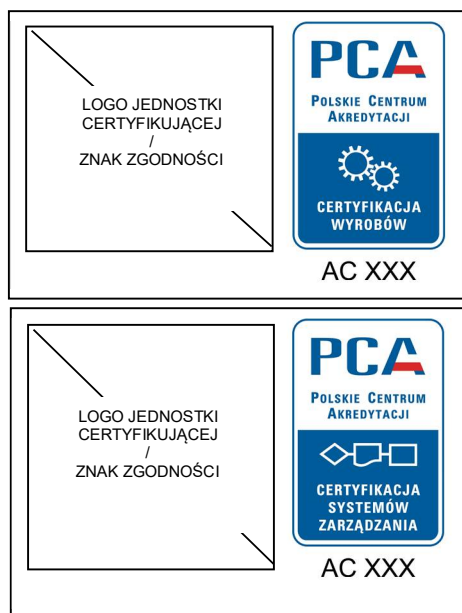 LOGO JEDNOSTKI
CERTYFIKUJĄCEJ
/
ZNAK ZGODNOŚCI
PCA
POLSKIE CENTRUM
AKREDYTACJI
CERTYFIKACJA
WYROBÓW
AC XXX
LOGO JEDNOSTKI
CERTYFIKUJĄCEJ
/
ZNAK ZGODNOŚCI
PCA
POLSKIE CENTRUM
AKREDYTACJI
CERTYFIKACJA
SYSTEMÓW
ZARZĄDZANIA
AC XXX